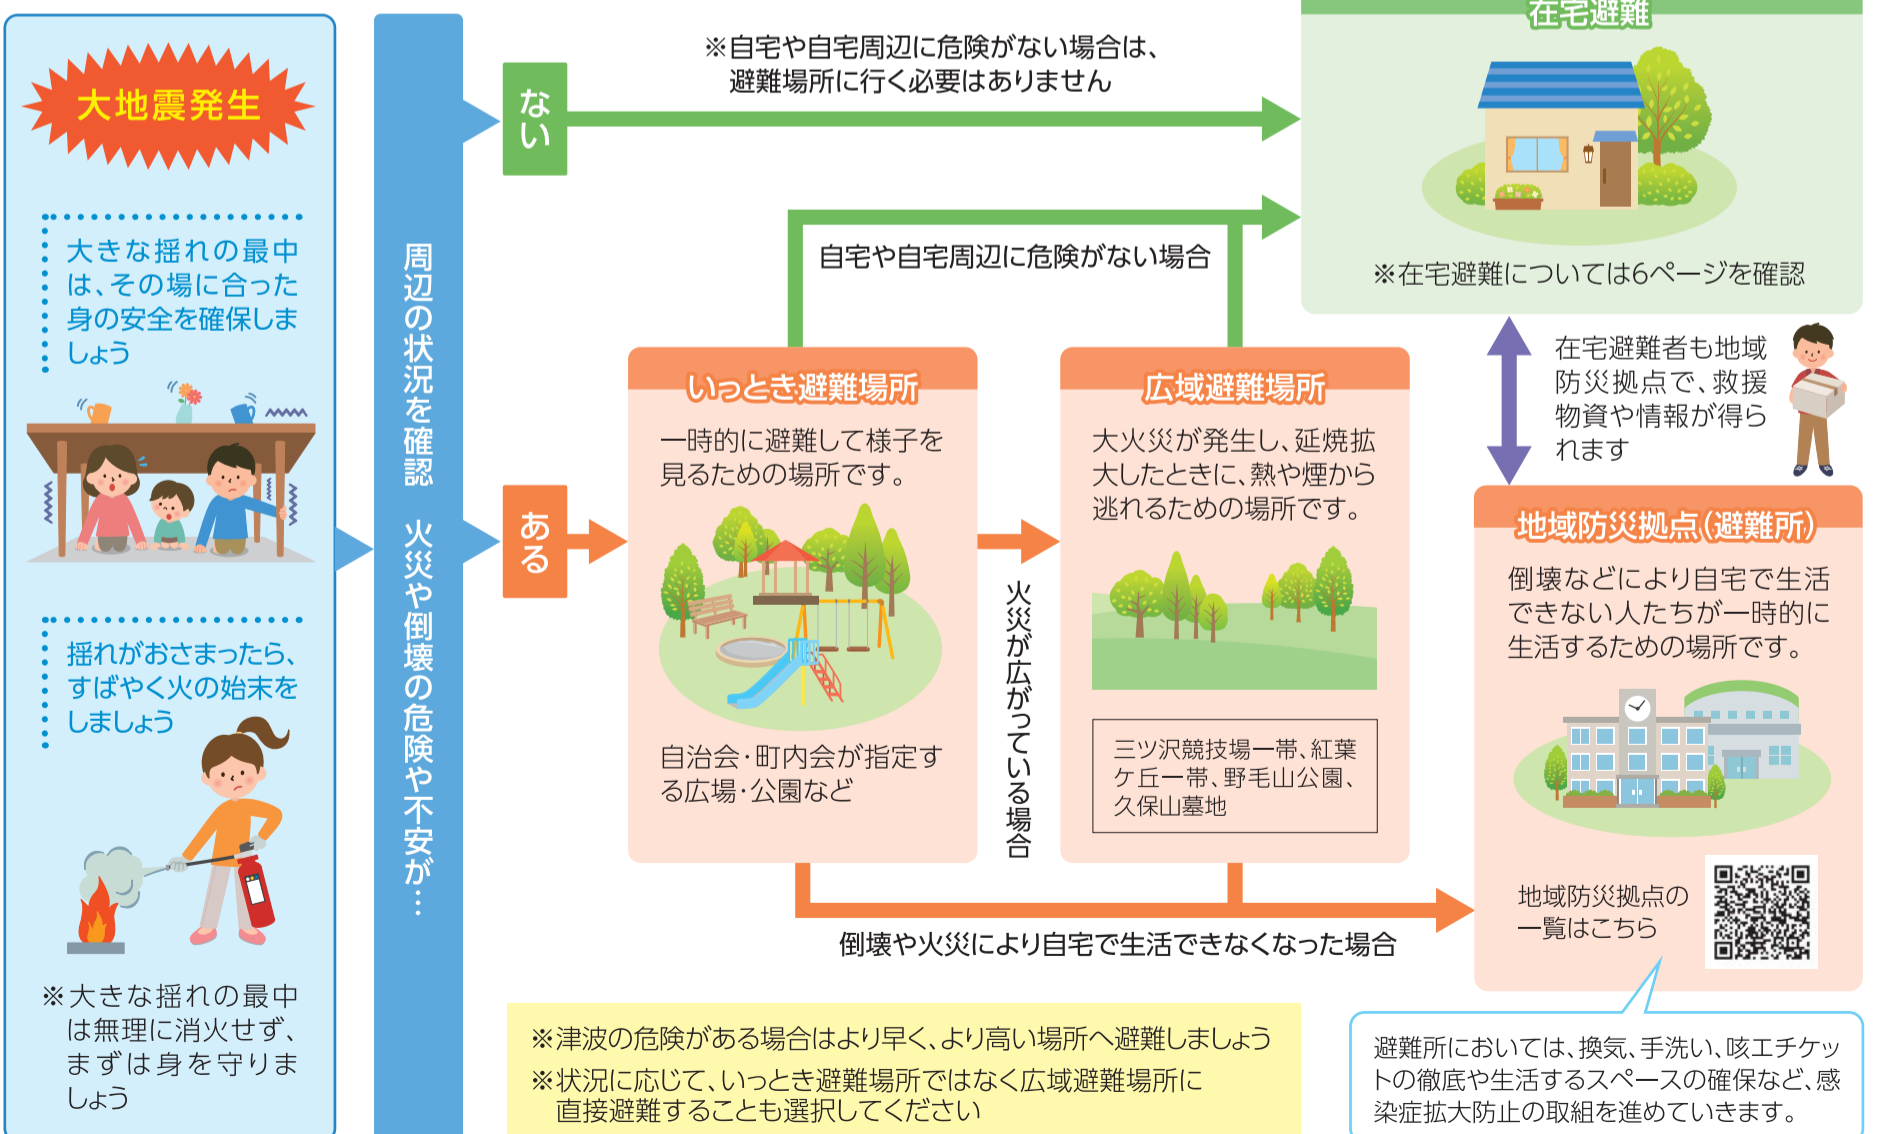 大地震発生
大きな揺れの最中
は、その場に合った
身の安全を確保しま
しょう
揺れがおさまったら、
すばやく火の始末を
しましょう
※大きな揺れの最中
は無理に消火せず、
まずは身を守りま
しょう
周辺の状況を確認 火災や倒壊の危険や不安が…
ない
※自宅や自宅周辺に危険がない場合は、
避難場所に行く必要はありません
在宅避難
※在宅避難については6ページを確認
自宅や自宅周辺に危険がない場合
ある
いっとき避難場所
一時的に避難して様子を
見るための場所です。
自治会・町内会が指定す
る広場・公園など
火災が広がっている場合
広域避難場所
大火災が発生し、延焼拡
大したときに、熱や煙から
逃れるための場所です。
三ツ沢競技場一帯、紅葉
ケ丘一帯、野毛山公園、
久保山墓地
在宅避難者も地域
防災拠点で、救援
物資や情報が得ら
れます
地域防災拠点(避難所)
倒壊などにより自宅で生活
できない人たちが一時的に
生活するための場所です。
地域防災拠点の
一覧はこちら
倒壊や火災により自宅で生活できなくなった場合
※津波の危険がある場合はより早く、より高い場所へ避難しましょう
※状況に応じて、いっとき避難場所ではなく広域避難場所に
直接避難することも選択してください
避難所においては、換気、手洗い、咳エチケッ
トの徹底や生活するスペースの確保など、感
染症拡大防止の取組を進めていきます。